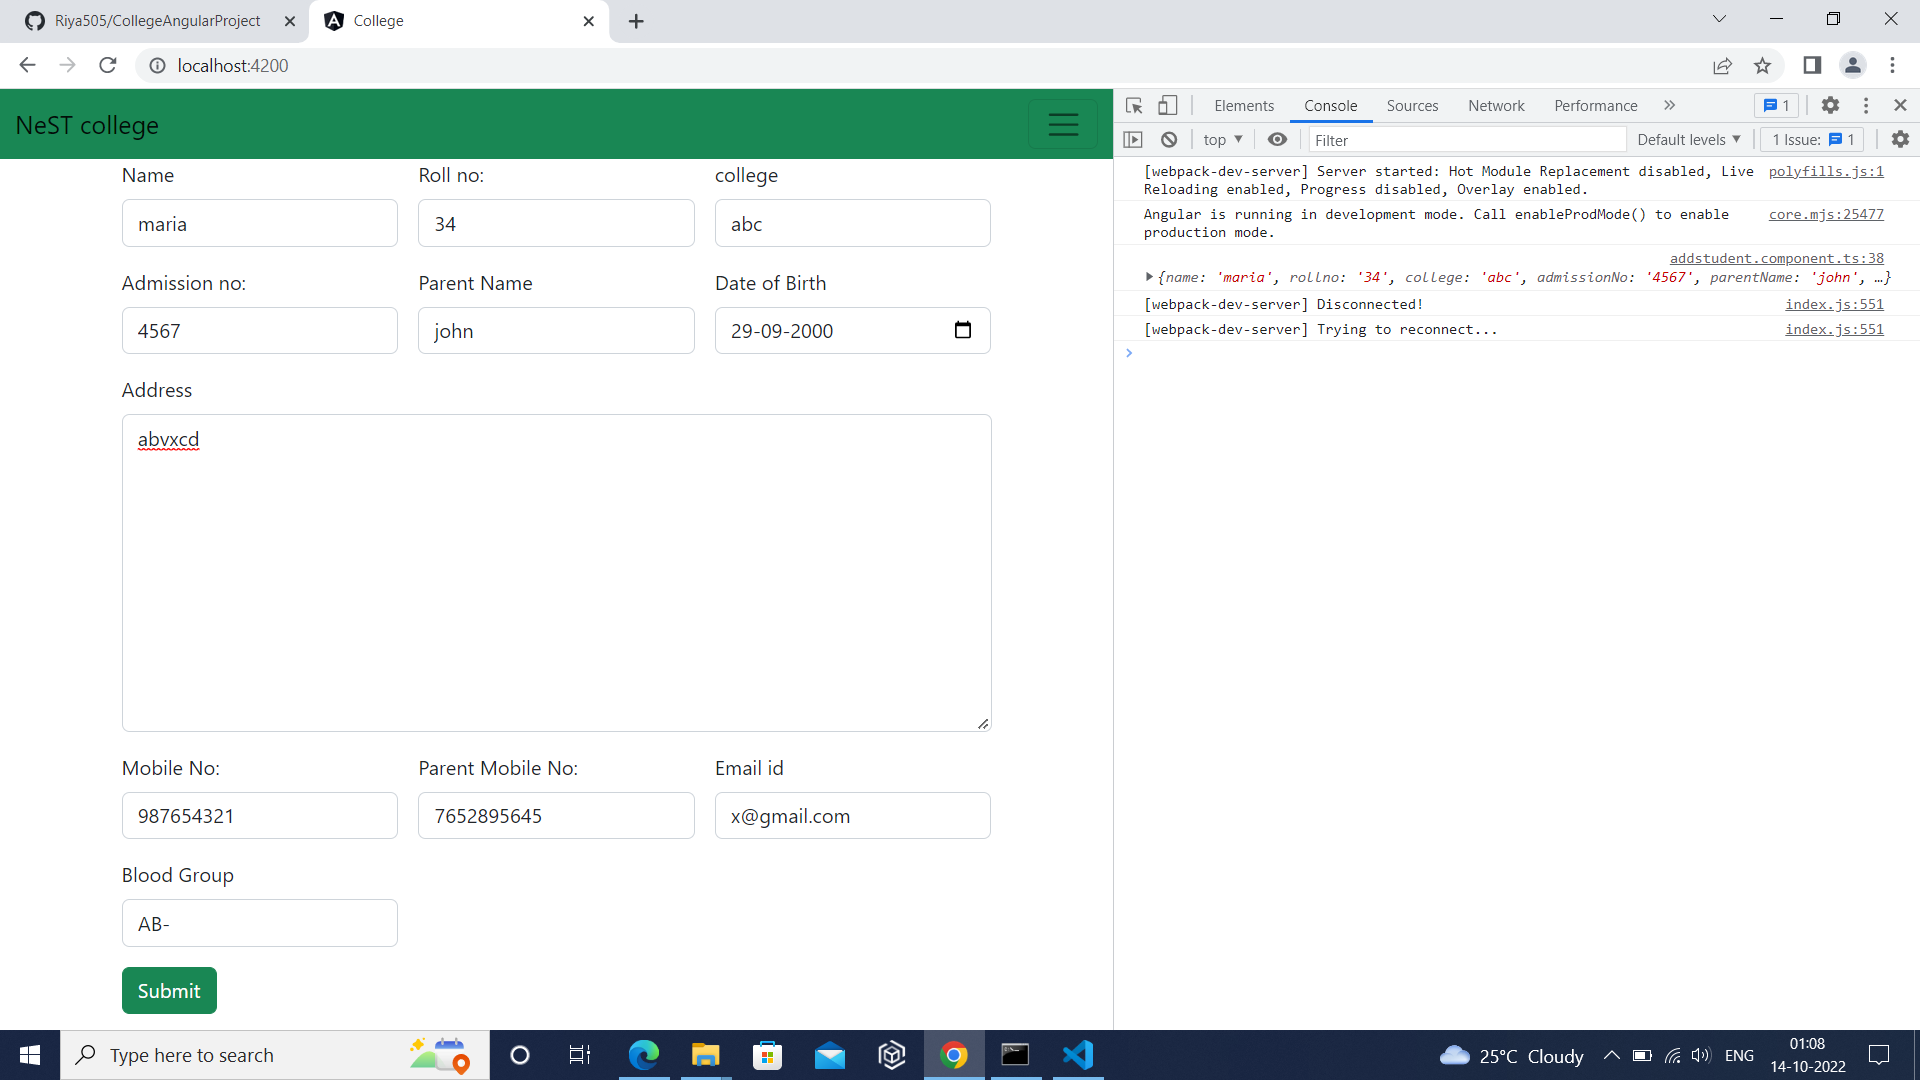 Riya505/CollegeAngularProject
College
localhost:4200
NeST college
Name Roll no: college
maria 34 abc
Admission no: Parent Name Date of Birth
4567 john 29-09-2000
Address
abvxcd
Mobile No: Parent Mobile No: Email id
987654321 7652895645 x@gmail.com
Blood Group
AB-
Submit
Elements Console Sources Network Performance » 1
top Filter Default levels 1 Issue: 1
[webpack-dev-server] Server started: Hot Module Replacement disabled, Live polyfills.js:1
Reloading enabled, Progress disabled, Overlay enabled.
Angular is running in development mode. Call enableProdMode() to enable core.mjs:25477
production mode.
addstudent.component.ts:38
{name: 'maria', rollno: '34', college: 'abc', admissionNo: '4567', parentName: 'john', …}
[webpack-dev-server] Disconnected! index.js:551
[webpack-dev-server] Trying to reconnect... index.js:551
Type here to search
25°C Cloudy
ENG
01:08
14-10-2022